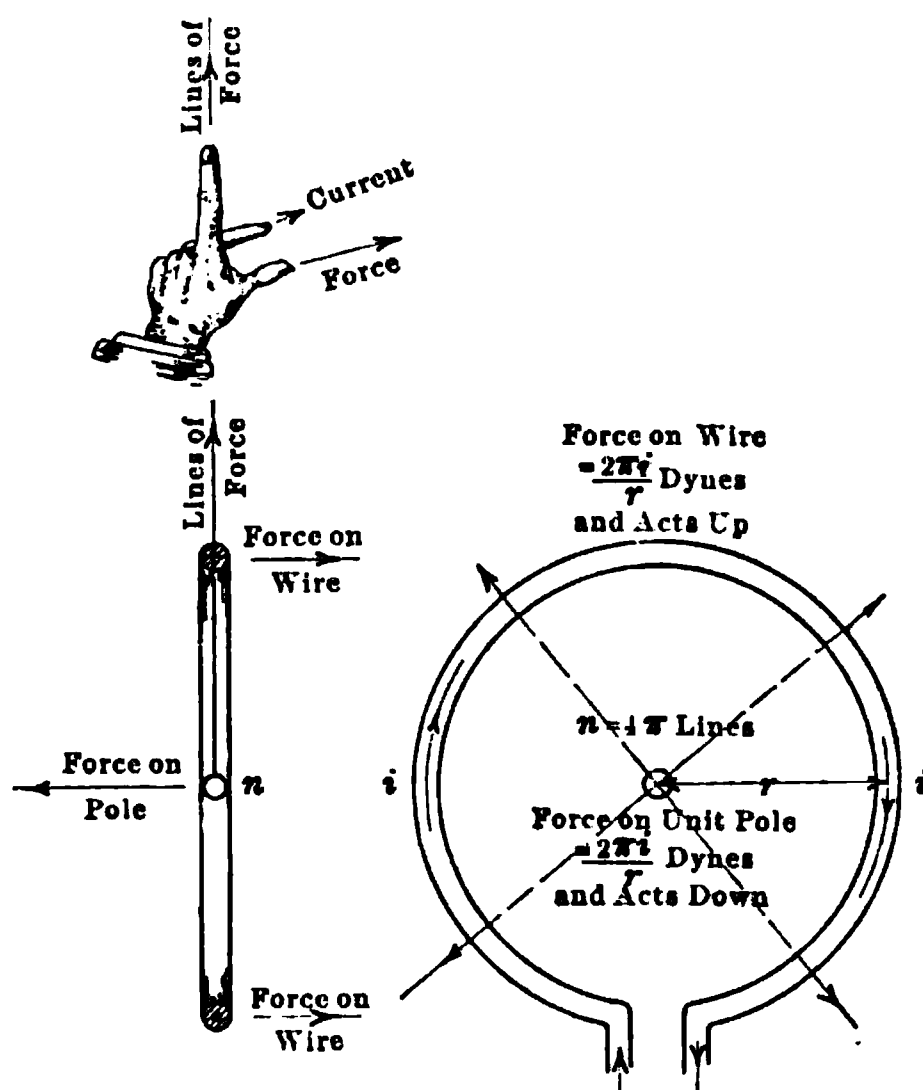 Lines of
Force
Current
Force
Lines of
Force
Force on
Wire
Force on
Pole
n
Force on
Wire
Force on Wire
= 2πi/r Dynes
and Acts Up
n = 4 π Lines
i
r
i
Force on Unit Pole
= 2πi/r Dynes
and Acts Down